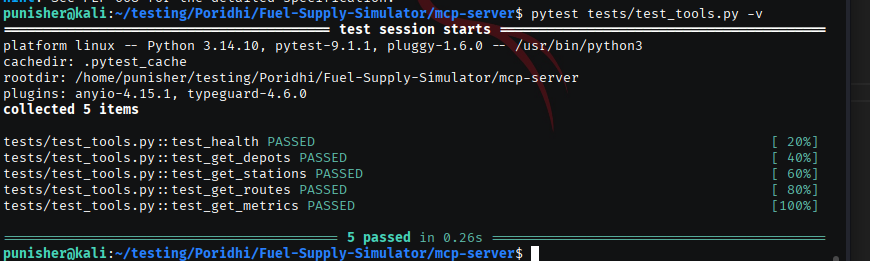 punisher@kali:~/testing/Poridhi/Fuel-Supply-Simulator/mcp-server$ pytest tests/test_tools.py -v
test session starts
platform linux -- Python 3.14.10, pytest-9.1.1, pluggy-1.6.0 -- /usr/bin/python3
cachedir: .pytest_cache
rootdir: /home/punisher/testing/Poridhi/Fuel-Supply-Simulator/mcp-server
plugins: anyio-4.15.1, typeguard-4.6.0
collected 5 items
tests/test_tools.py::test_health PASSED [ 20%]
tests/test_tools.py::test_get_depots PASSED [ 40%]
tests/test_tools.py::test_get_stations PASSED [ 60%]
tests/test_tools.py::test_get_routes PASSED [ 80%]
tests/test_tools.py::test_get_metrics PASSED [100%]
5 passed in 0.26s
punisher@kali:~/testing/Poridhi/Fuel-Supply-Simulator/mcp-server$